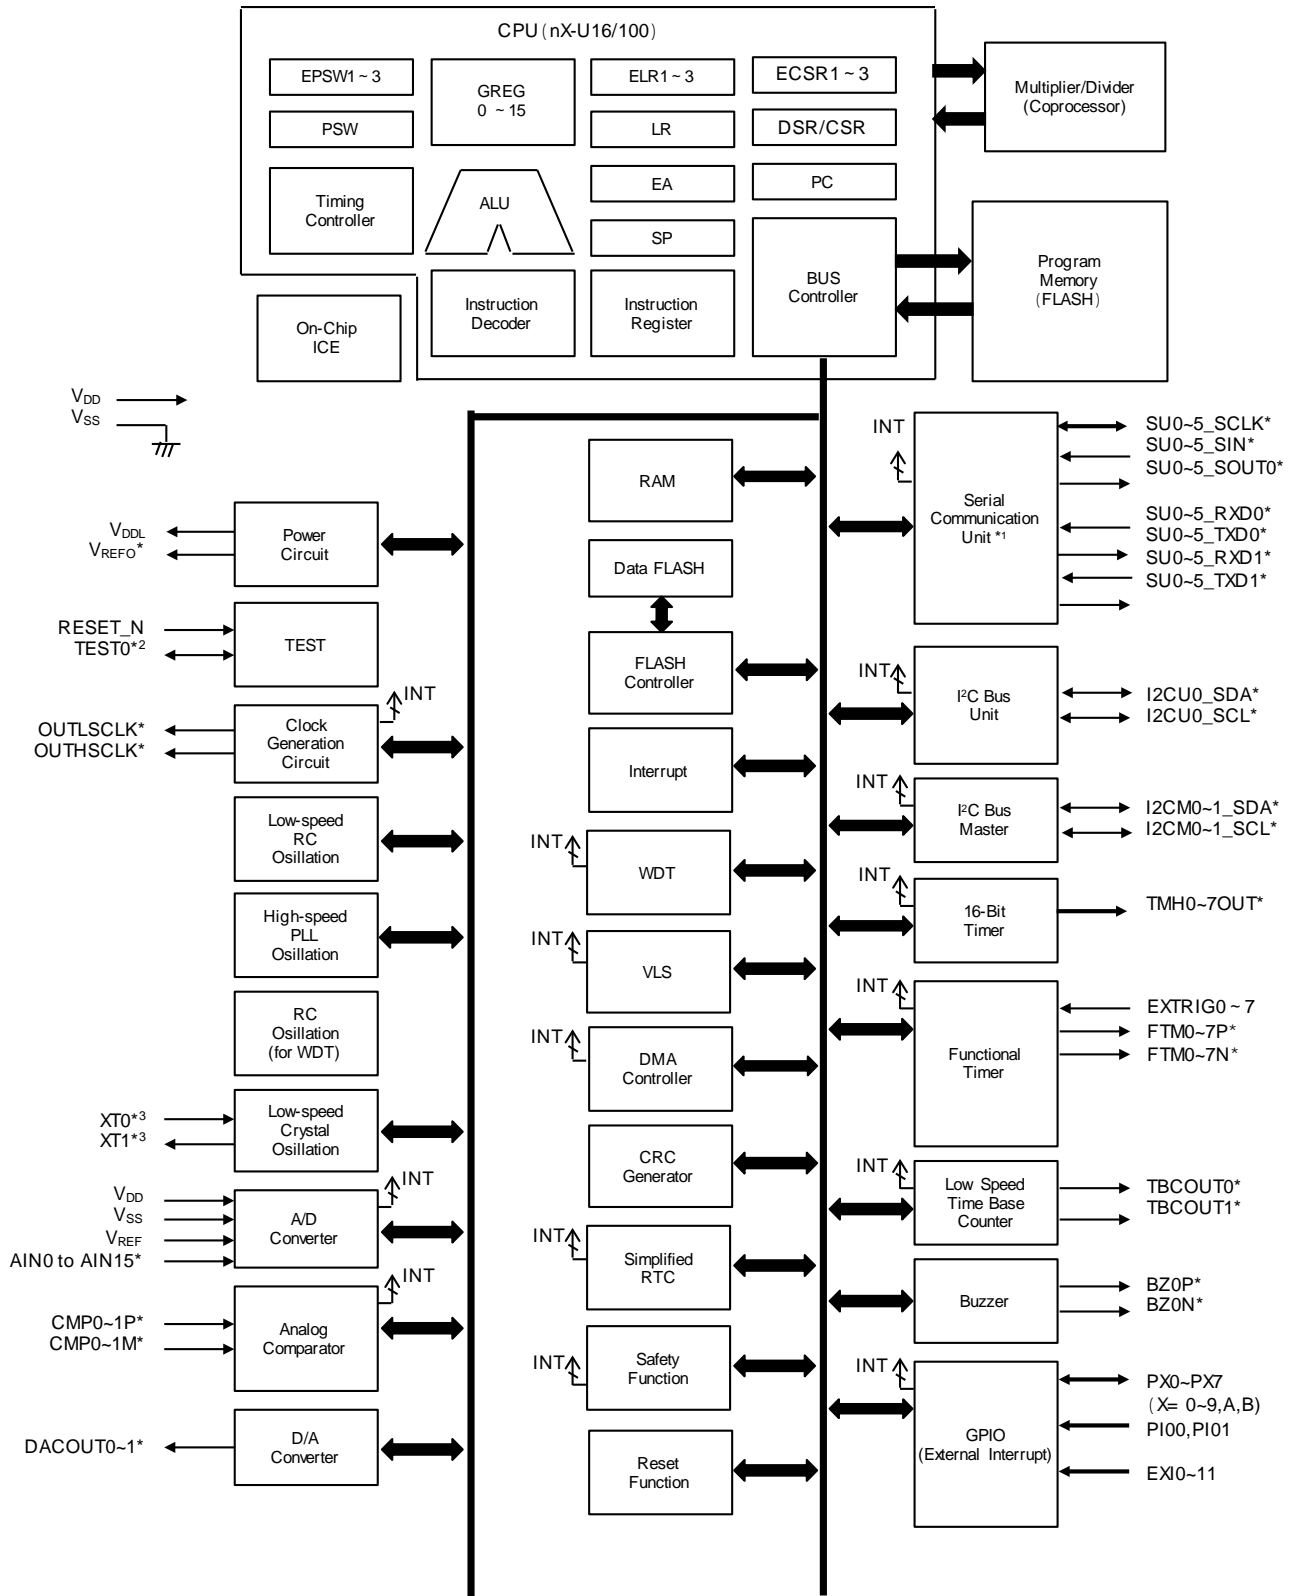 CPU (nX-U16/100)
EPSW1 ~ 3
GREG
0 ~ 15
ELR1 ~ 3
ECSR1 ~ 3
Multiplier/Divider
(Coprocessor)
PSW
LR
DSR/CSR
Timing
Controller
ALU
EA
PC
SP
BUS
Controller
Program
Memory
(FLASH)
On-Chip
ICE
Instruction
Decoder
Instruction
Register
VDD
VSS
VDDL
VREFO*
Power
Circuit
RESET_N
TEST0*2
TEST
INT
OUTLSCLK*
OUTHSCLK*
Clock
Generation
Circuit
Low-speed
RC
Osillation
High-speed
PLL
Osillation
RC
Osillation
(for WDT)
XT0*3
XT1*3
Low-speed
Crystal
Osillation
INT
VDD
VSS
VREF
AIN0 to AIN15*
A/D
Converter
INT
CMP0~1P*
CMP0~1M*
Analog
Comparator
DACOUT0~1*
D/A
Converter
RAM
Data FLASH
FLASH
Controller
Interrupt
INT
WDT
INT
VLS
INT
DMA
Controller
CRC
Generator
INT
Simplified
RTC
INT
Safety
Function
Reset
Function
INT
Serial
Communication
Unit *1
SU0~5_SCLK*
SU0~5_SIN*
SU0~5_SOUT0*
SU0~5_RXD0*
SU0~5_TXD0*
SU0~5_RXD1*
SU0~5_TXD1*
INT
I²C Bus
Unit
I2CU0_SDA*
I2CU0_SCL*
INT
I²C Bus
Master
I2CM0~1_SDA*
I2CM0~1_SCL*
INT
16-Bit
Timer
TMH0~7OUT*
INT
Functional
Timer
EXTRIG0 ~ 7
FTM0~7P*
FTM0~7N*
INT
Low Speed
Time Base
Counter
TBCOUT0*
TBCOUT1*
Buzzer
BZ0P*
BZ0N*
INT
GPIO
(External Interrupt)
PX0~PX7
(X= 0~9,A,B)
PI00,PI01
EXI0~11